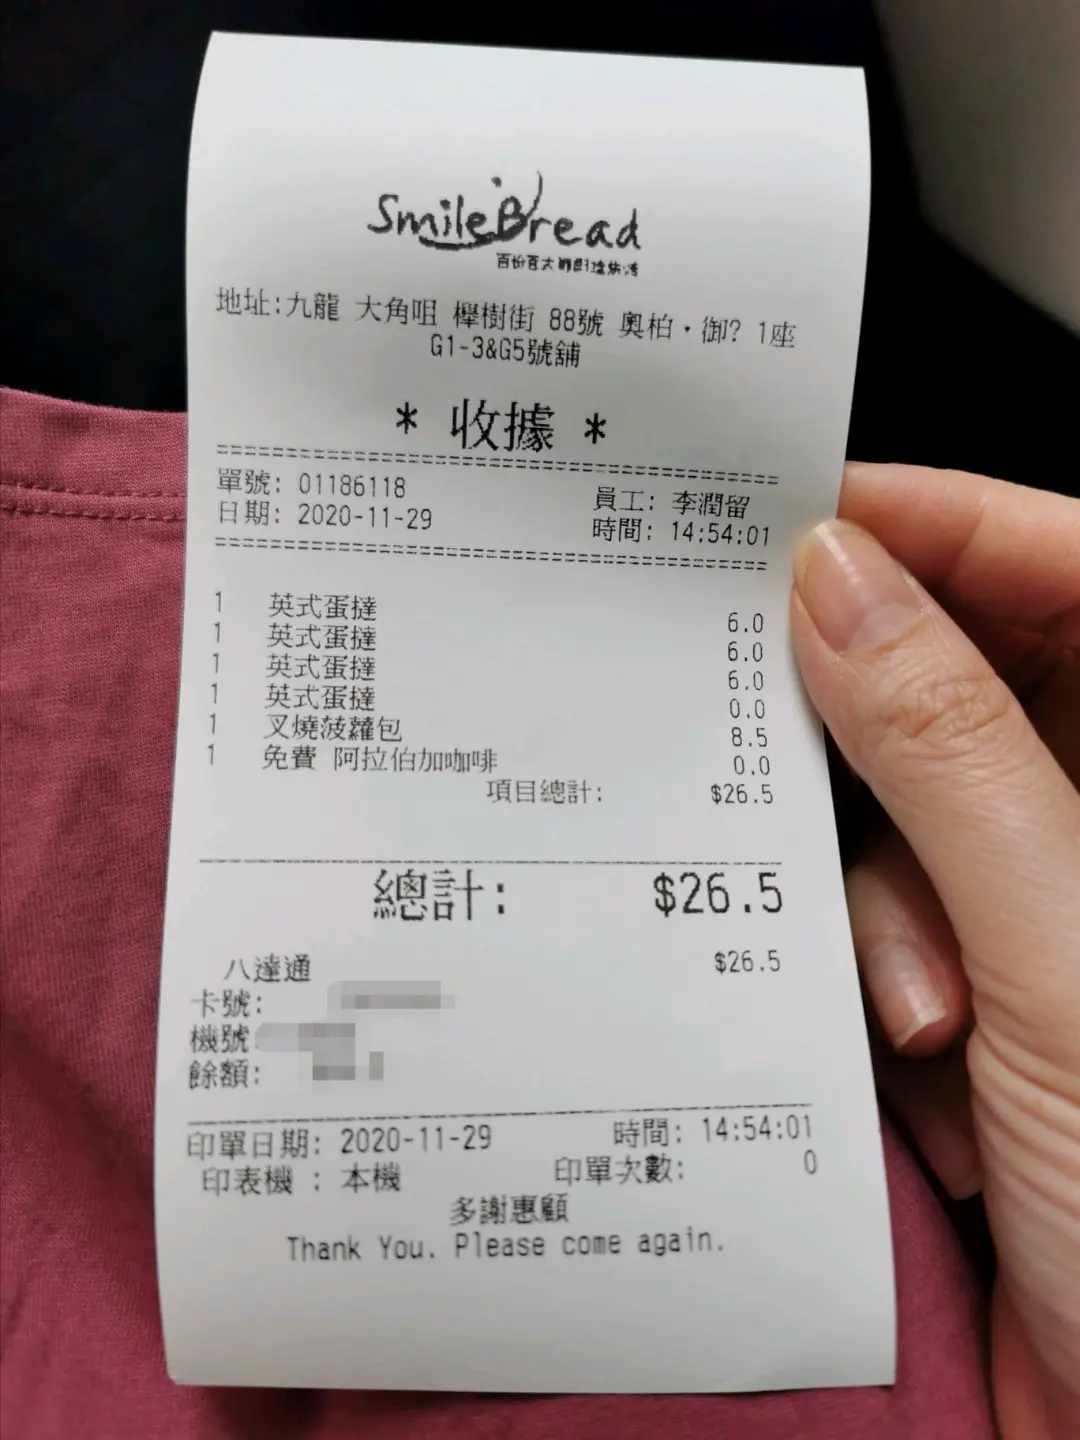 SmileBread
地址:九龍 大角咀 櫸樹街 88號 奧柏·御? 1座
G1-3&G5號舖
* 收據 *
單號: 01186118 員工: 李潤留
日期: 2020-11-29 時間: 14:54:01
1 英式蛋撻 6.0
1 英式蛋撻 6.0
1 英式蛋撻 6.0
1 英式蛋撻 0.0
1 叉燒菠蘿包 8.5
1 免費 阿拉伯加咖啡 0.0
項目總計: $26.5
總計: $26.5
八達通 $26.5
卡號:
機號
餘額:
印單日期: 2020-11-29 時間: 14:54:01
印表機 : 本機 印單次數: 0
多謝惠顧
Thank You. Please come again.